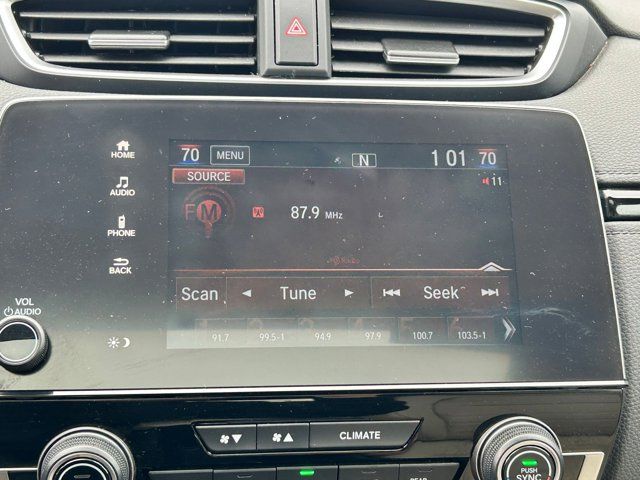 HOME
AUDIO
PHONE
BACK
VOL
AUDIO
70 MENU N 1 01 70
SOURCE
11
FM
87.9 MHz
Scan Tune Seek
91.7 99.5-1 94.9 97.9 100.7 103.5-1
CLIMATE
PUSH
SYNC
REAR